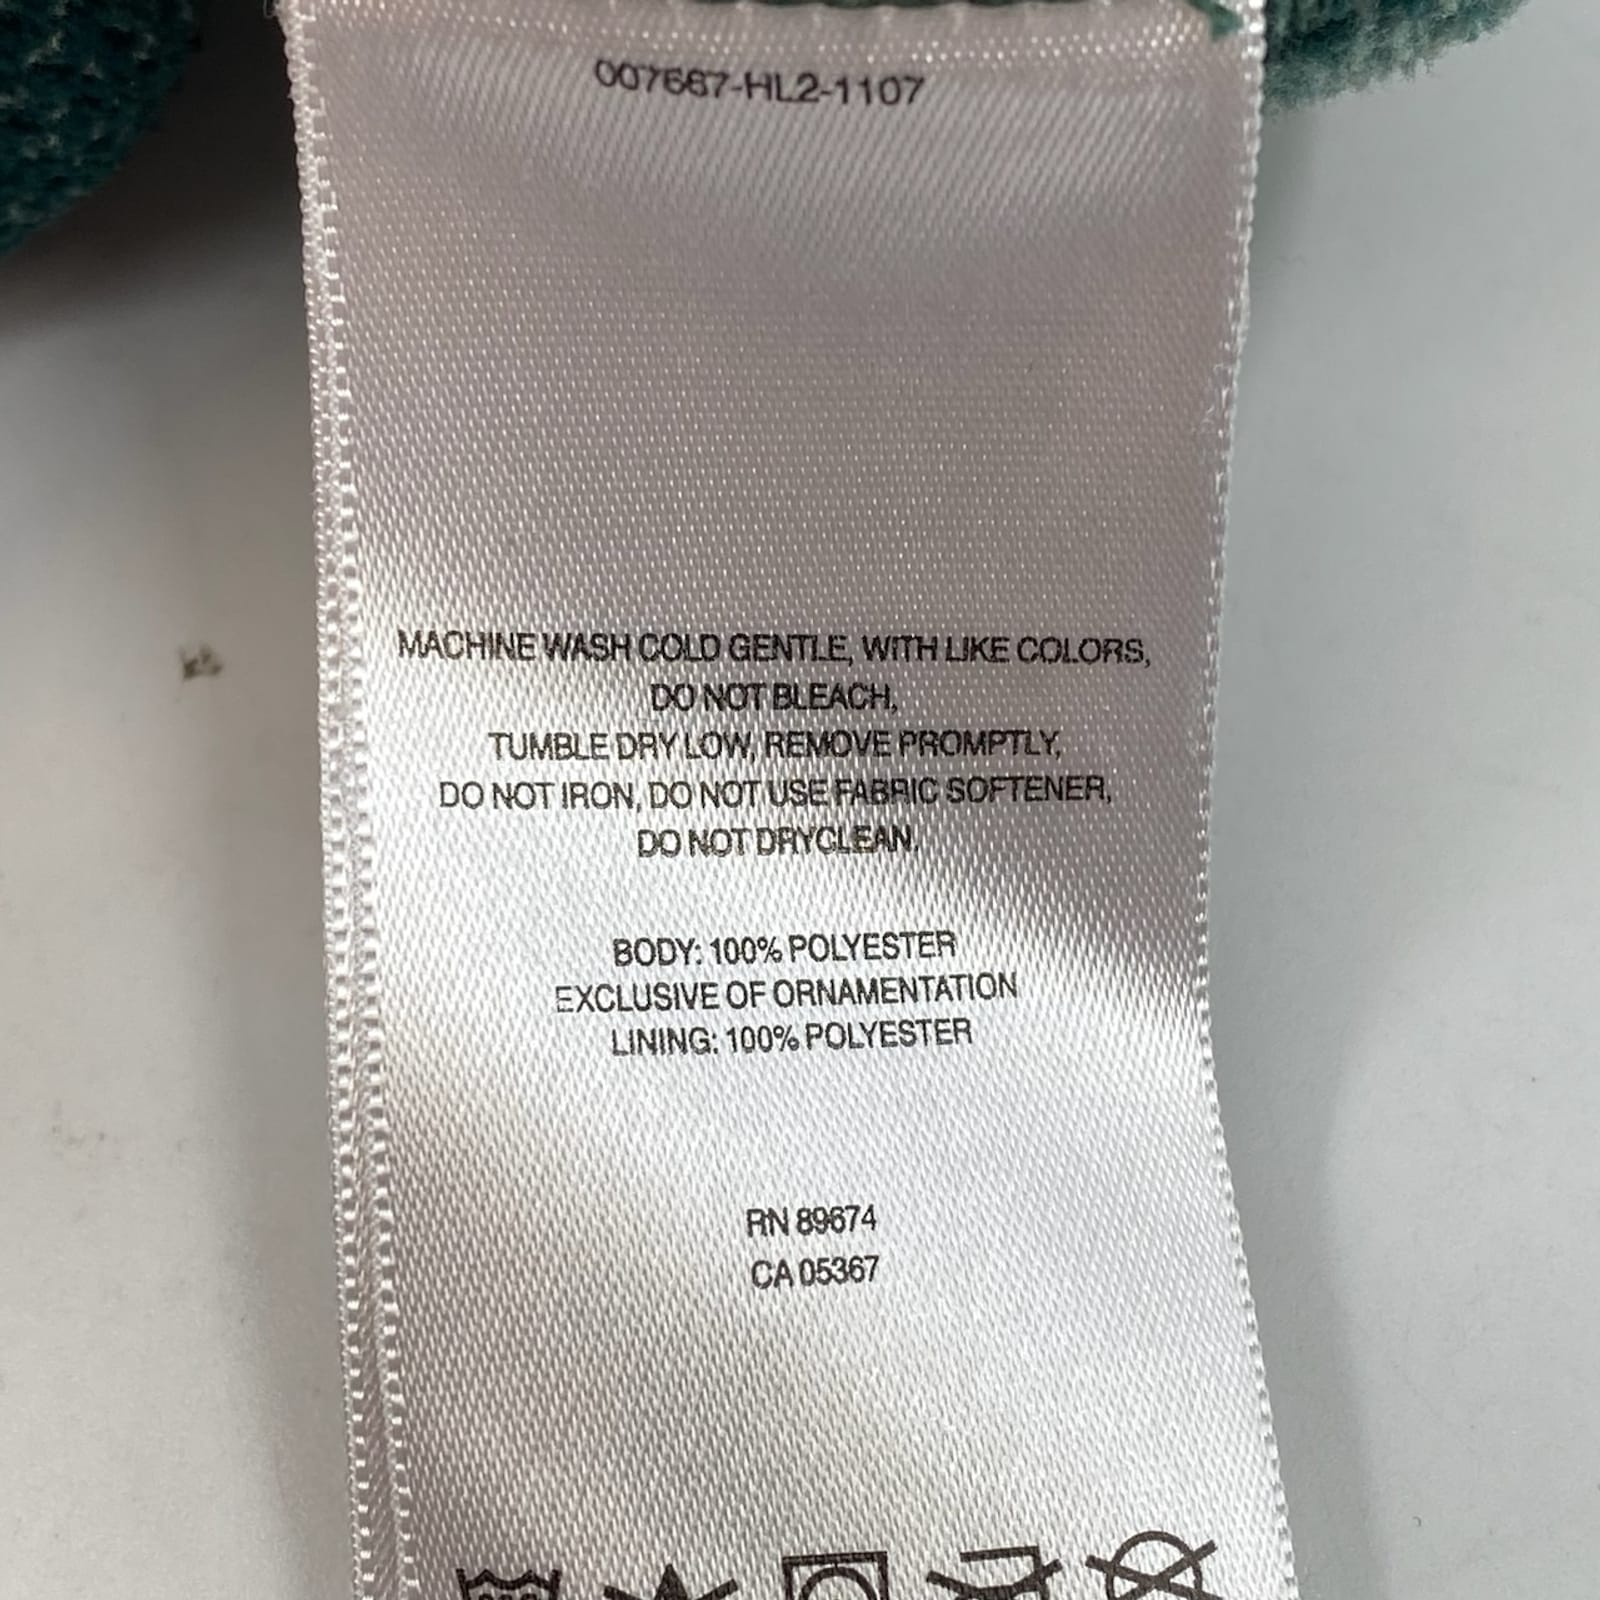 007667-HL2-1107
MACHINE WASH COLD GENTLE, WITH LIKE COLORS,
DO NOT BLEACH,
TUMBLE DRY LOW, REMOVE PROMPTLY,
DO NOT IRON, DO NOT USE FABRIC SOFTENER,
DO NOT DRYCLEAN.
BODY: 100% POLYESTER
EXCLUSIVE OF ORNAMENTATION
LINING: 100% POLYESTER
RN 89674
CA 05367